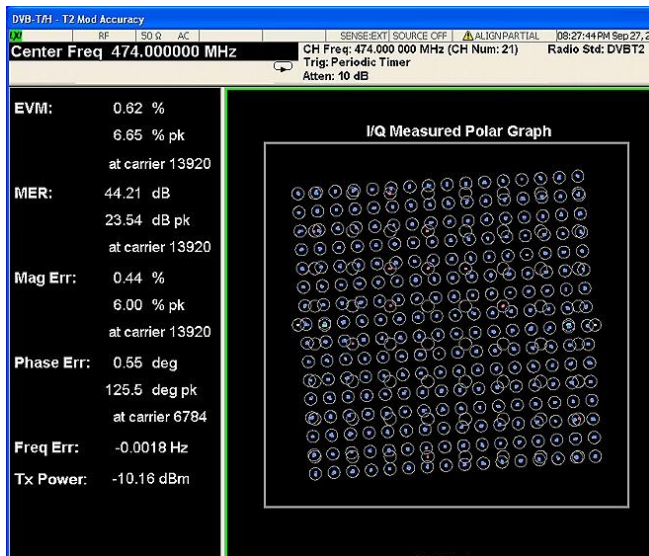 DVB-T/H - T2 Mod Accuracy
LXI RF 50 Ω AC SENSE:EXT SOURCE OFF ALIGN PARTIAL 08:27:44 PM Sep 27, 2
Center Freq 474.000000 MHz
CH Freq: 474.000 000 MHz (CH Num: 21) Radio Std: DVBT2
Trig: Periodic Timer
Atten: 10 dB
EVM: 0.62 %
6.65 % pk
at carrier 13920
MER: 44.21 dB
23.54 dB pk
at carrier 13920
Mag Err: 0.44 %
6.00 % pk
at carrier 13920
Phase Err: 0.55 deg
125.5 deg pk
at carrier 6784
Freq Err: -0.0018 Hz
Tx Power: -10.16 dBm
I/Q Measured Polar Graph